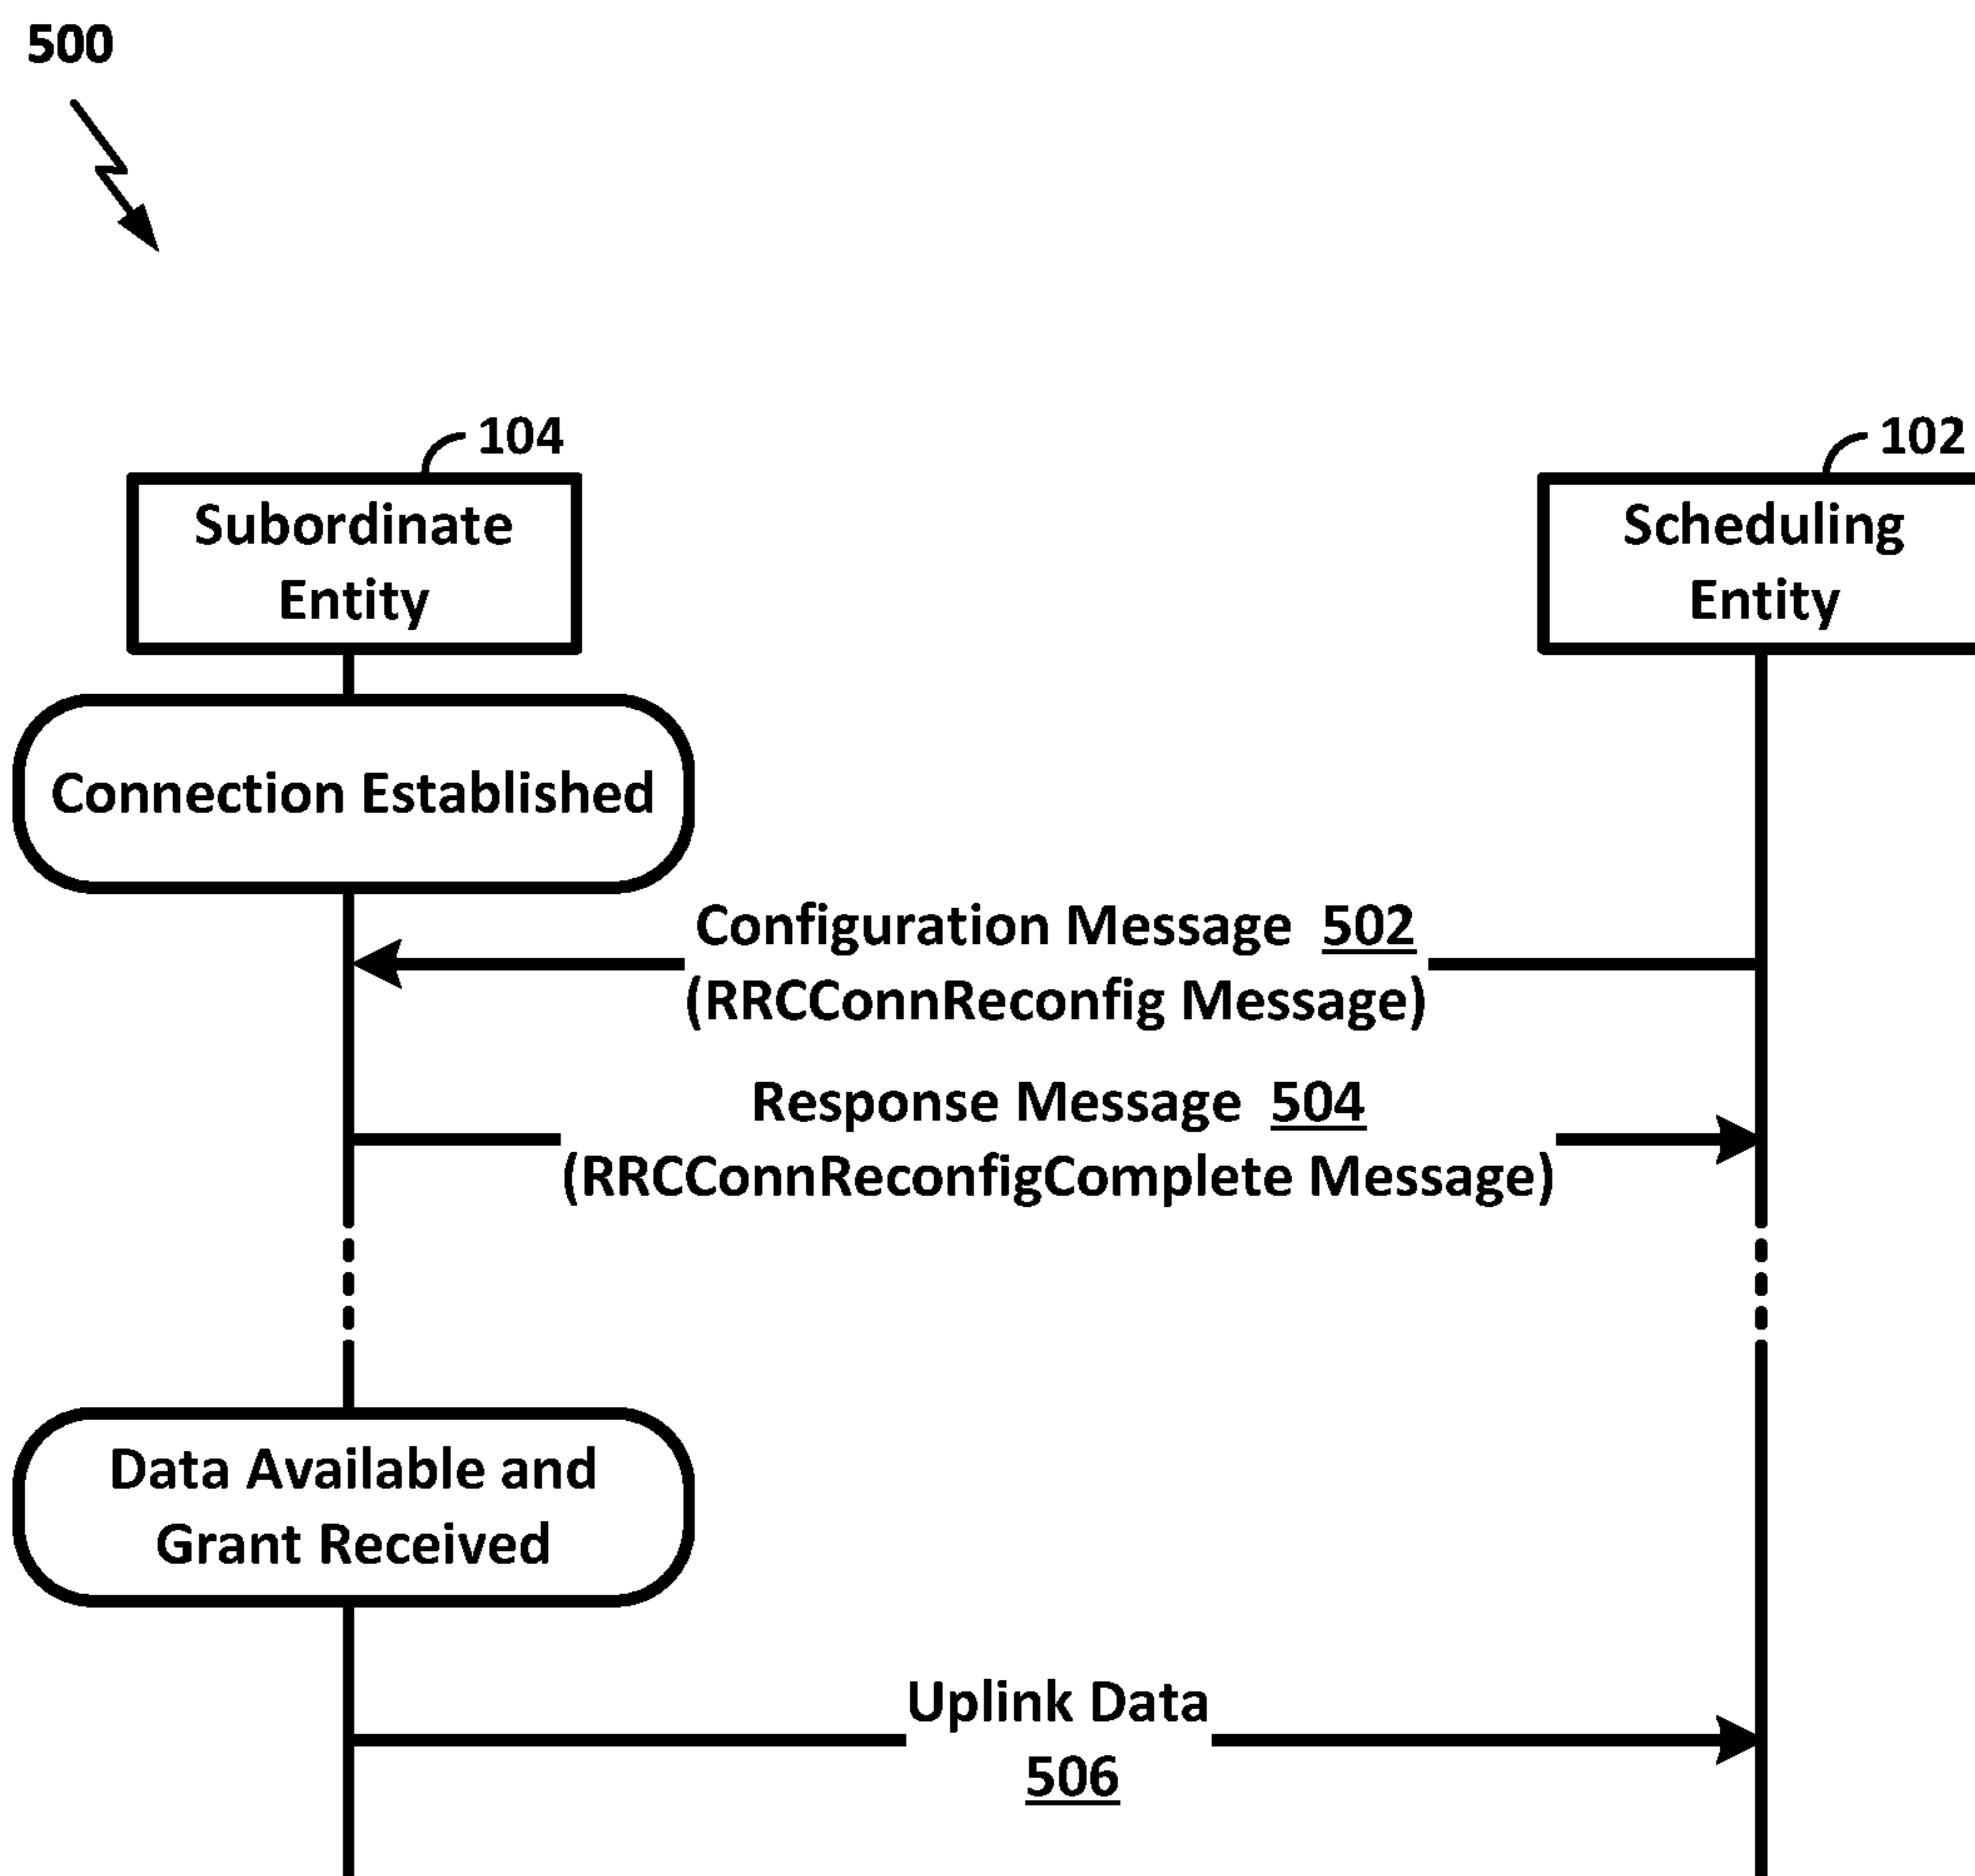 500
104
102
Subordinate
Entity
Scheduling
Entity
Connection Established
Configuration Message 502
(RRCConnReconfig Message)
Response Message 504
(RRCConnReconfigComplete Message)
Data Available and
Grant Received
Uplink Data
506